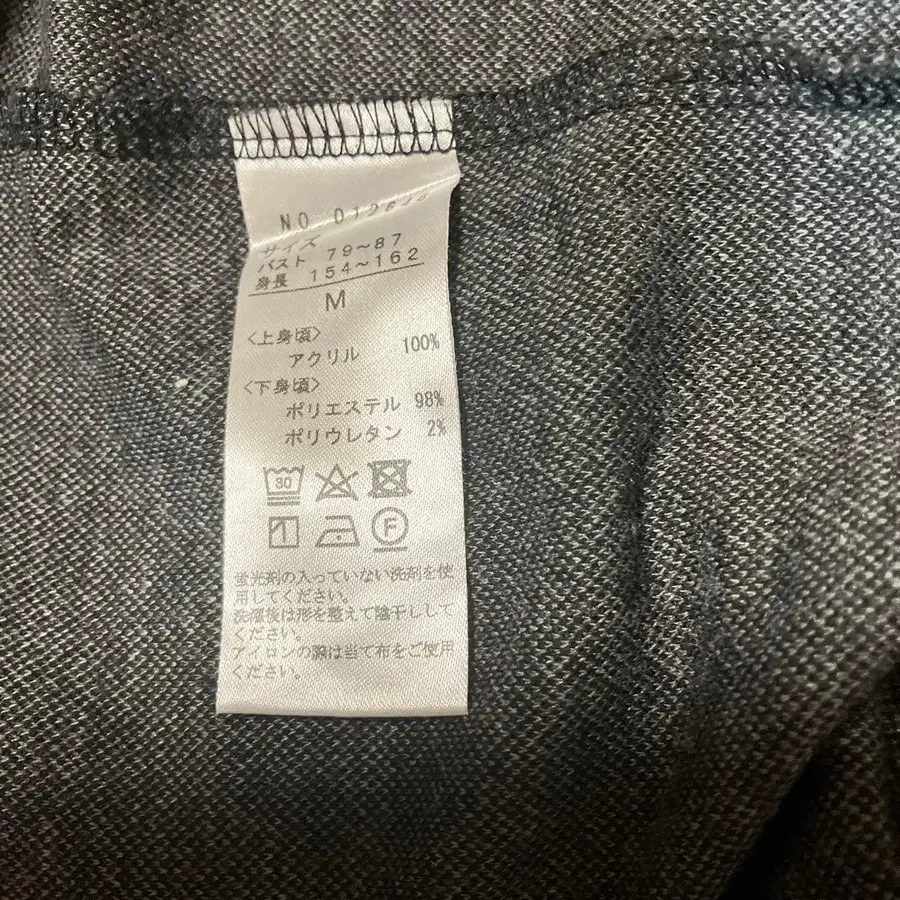 NO 012
サイズ
バスト 79～87
身長 154～162
M
〈上身頃〉
アクリル 100%
〈下身頃〉
ポリエステル 98%
ポリウレタン 2%
30
F
蛍光剤の入っていない洗剤を使
用してください。
洗濯後は形を整えて陰干しして
ください。
アイロンの際は当て布をご使用
ください。